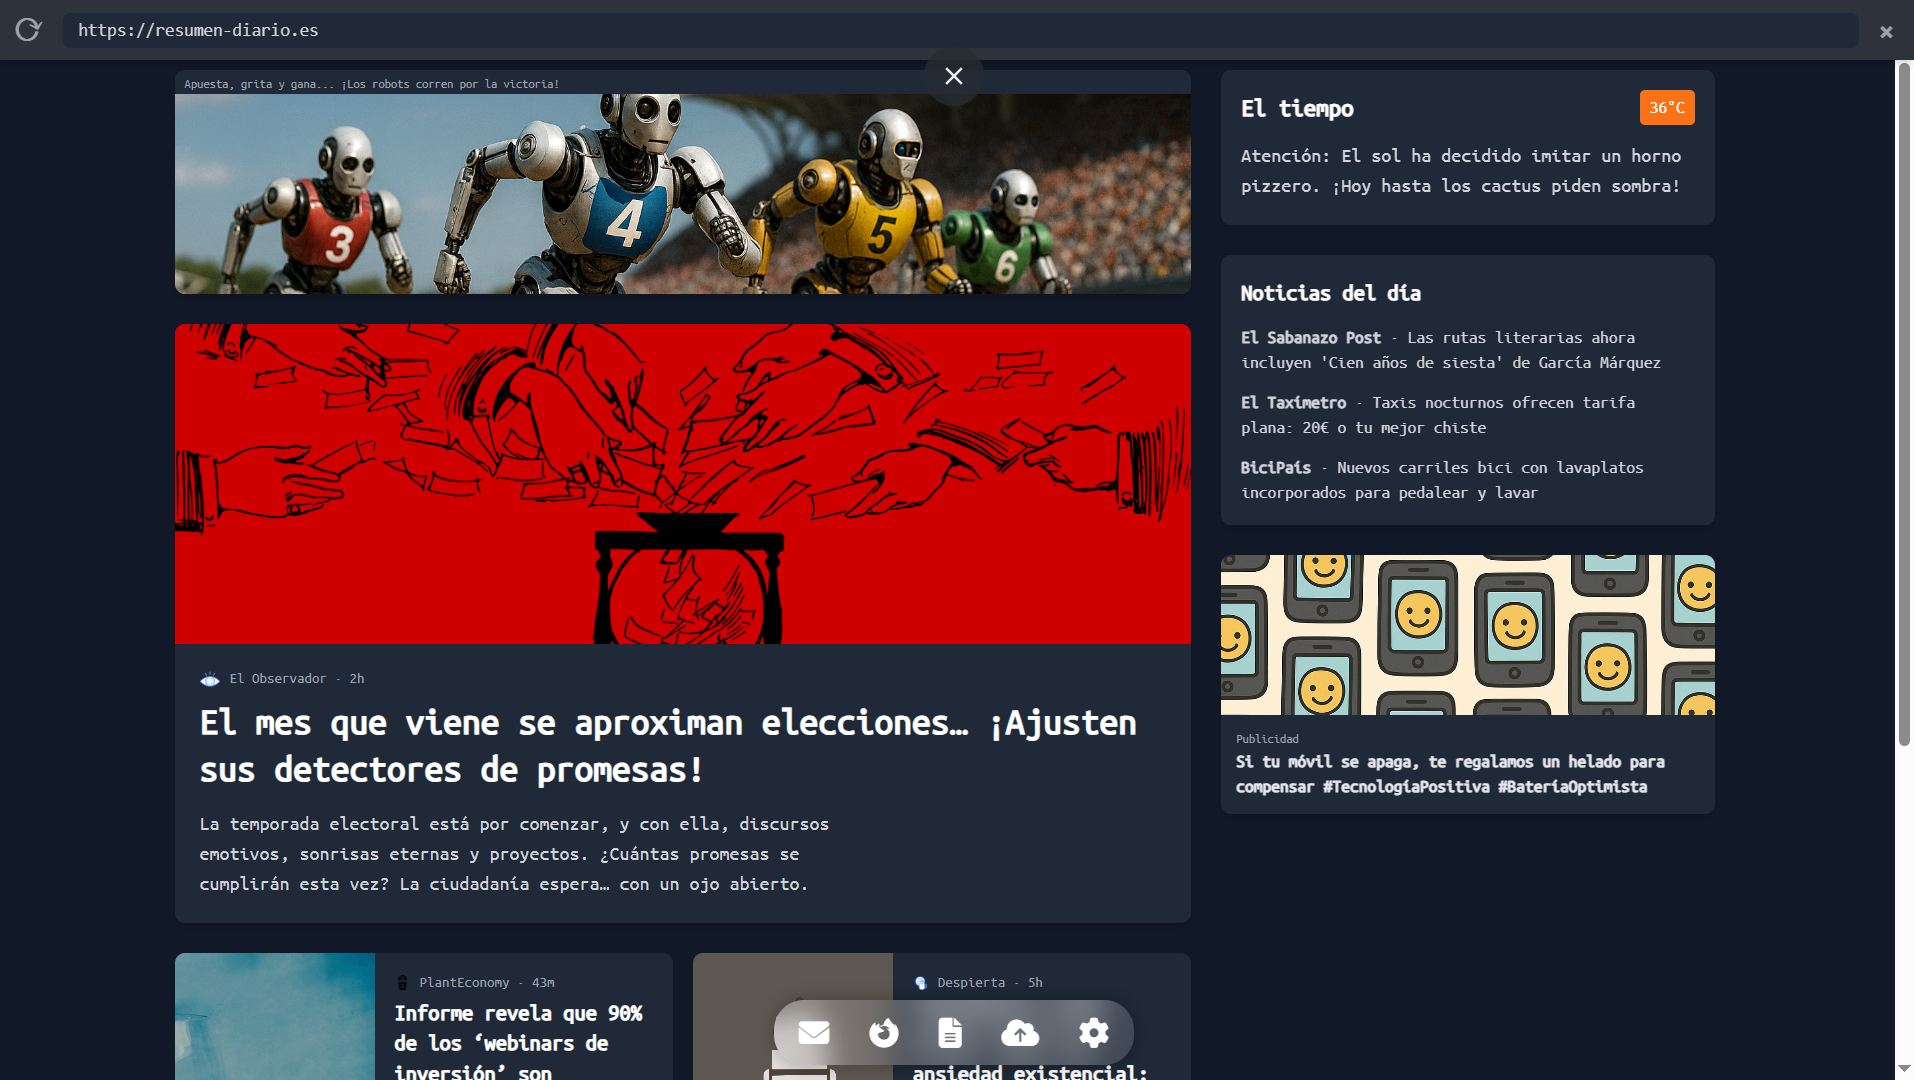 https://resumen-diario.es
Apuesta, grita y gana... ¡Los robots corren por la victoria!
3
4
5
6
El Observador - 2h
El mes que viene se aproximan elecciones… ¡Ajusten
sus detectores de promesas!
La temporada electoral está por comenzar, y con ella, discursos
emotivos, sonrisas eternas y proyectos. ¿Cuántas promesas se
cumplirán esta vez? La ciudadanía espera… con un ojo abierto.
PlantEconomy - 43m
Informe revela que 90%
de los ‘webinars de
inversión’ son
Despierta - 5h
ansiedad existencial:
El tiempo
36°C
Atención: El sol ha decidido imitar un horno
pizzero. ¡Hoy hasta los cactus piden sombra!
Noticias del día
El Sabanazo Post - Las rutas literarias ahora
incluyen 'Cien años de siesta' de García Márquez
El Taxímetro - Taxis nocturnos ofrecen tarifa
plana: 20€ o tu mejor chiste
BiciPaís - Nuevos carriles bici con lavaplatos
incorporados para pedalear y lavar
Publicidad
Si tu móvil se apaga, te regalamos un helado para
compensar #TecnologíaPositiva #BateríaOptimista